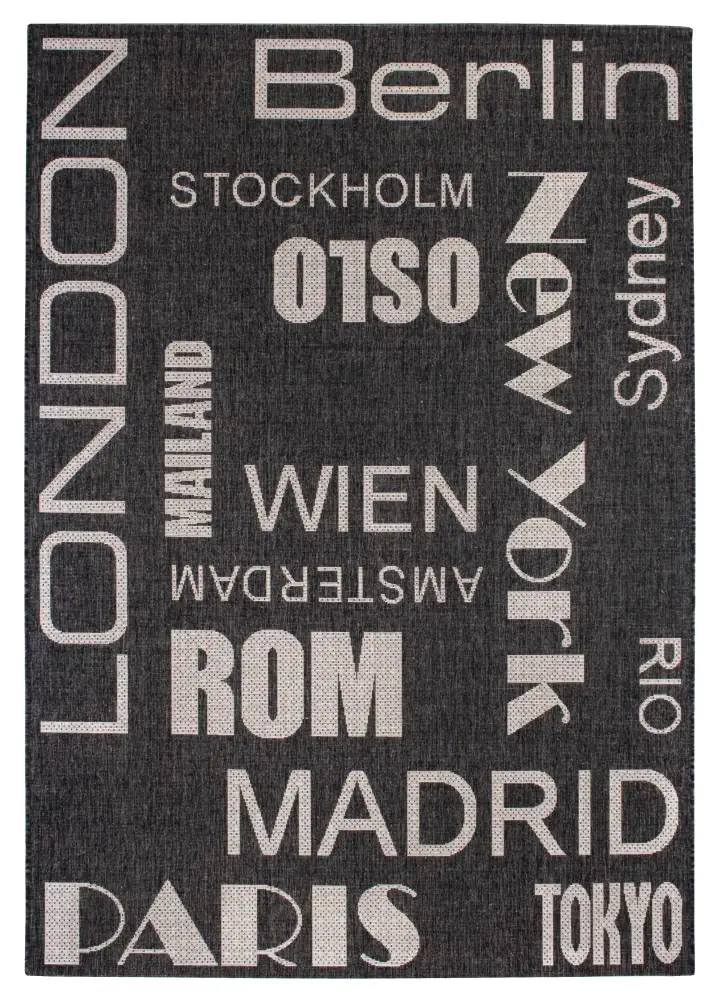 LONDON
Berlin
STOCKHOLM
OSLO
New York
Sydney
MAILAND
WIEN
AMSTERDAM
ROM
RIO
MADRID
PARIS
TOKYO